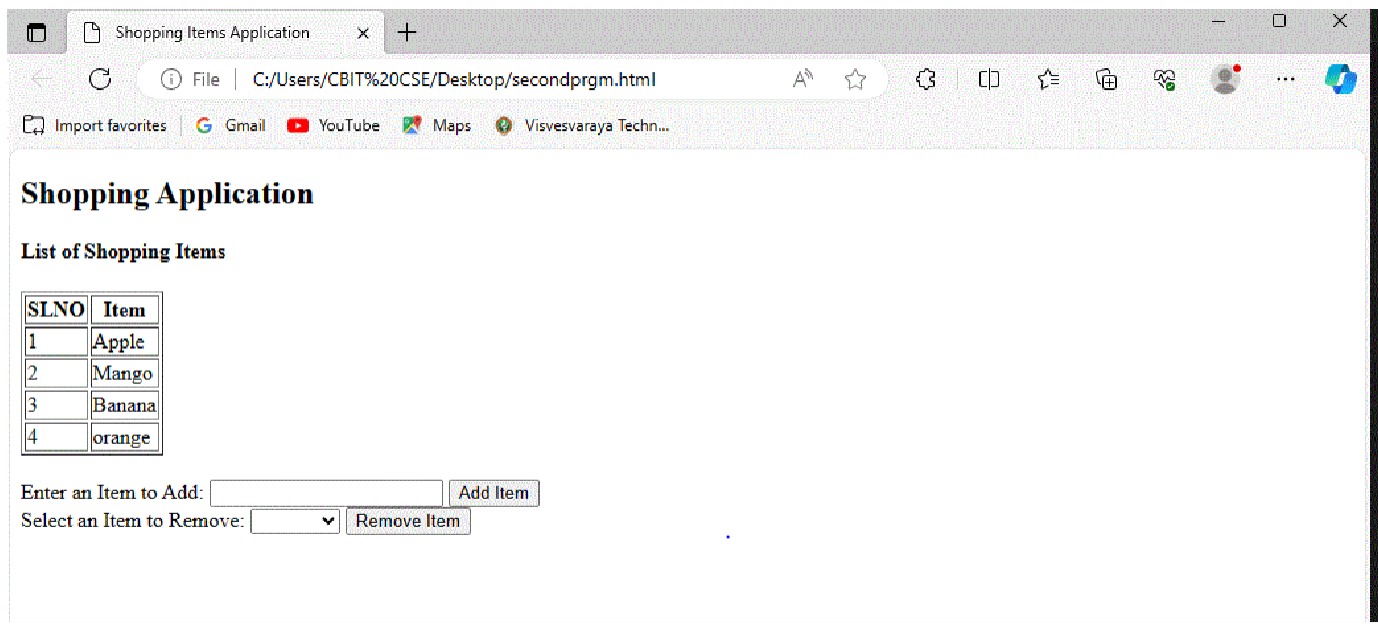 Shopping Items Application
File C:/Users/CBIT%20CSE/Desktop/secondprgm.html
Import favorites Gmail YouTube Maps Visvesvaraya Techn...
Shopping Application
List of Shopping Items
SLNO Item
1 Apple
2 Mango
3 Banana
4 orange
Enter an Item to Add: Add Item
Select an Item to Remove: Remove Item